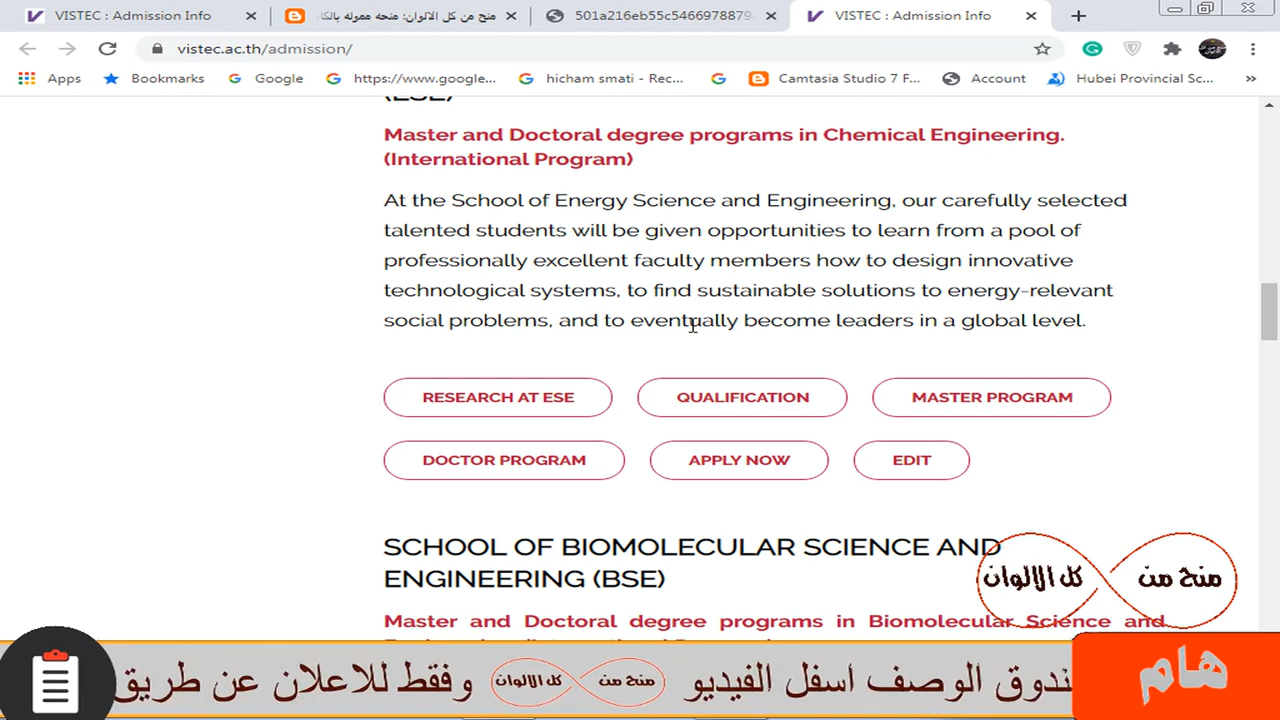 VISTEC : Admission Info
منح من كل الالوان: منحه مموله بالكا
501a216eb55c5466978879
VISTEC : Admission Info
vistec.ac.th/admission/
Apps
Bookmarks
Google
https://www.google...
hicham smati - Rec...
Camtasia Studio 7 F...
Account
Hubei Provincial Sc...
(ESE)
Master and Doctoral degree programs in Chemical Engineering.
(International Program)
At the School of Energy Science and Engineering, our carefully selected
talented students will be given opportunities to learn from a pool of
professionally excellent faculty members how to design innovative
technological systems, to find sustainable solutions to energy-relevant
social problems, and to eventually become leaders in a global level.
RESEARCH AT ESE
QUALIFICATION
MASTER PROGRAM
DOCTOR PROGRAM
APPLY NOW
EDIT
SCHOOL OF BIOMOLECULAR SCIENCE AND
ENGINEERING (BSE)
منح من كل الالوان
Master and Doctoral degree programs in Biomolecular Science and
هام
ندوق الوصف اسفل الفيديو
منح من كل الالوان
وفقط للاعلان عن طريق